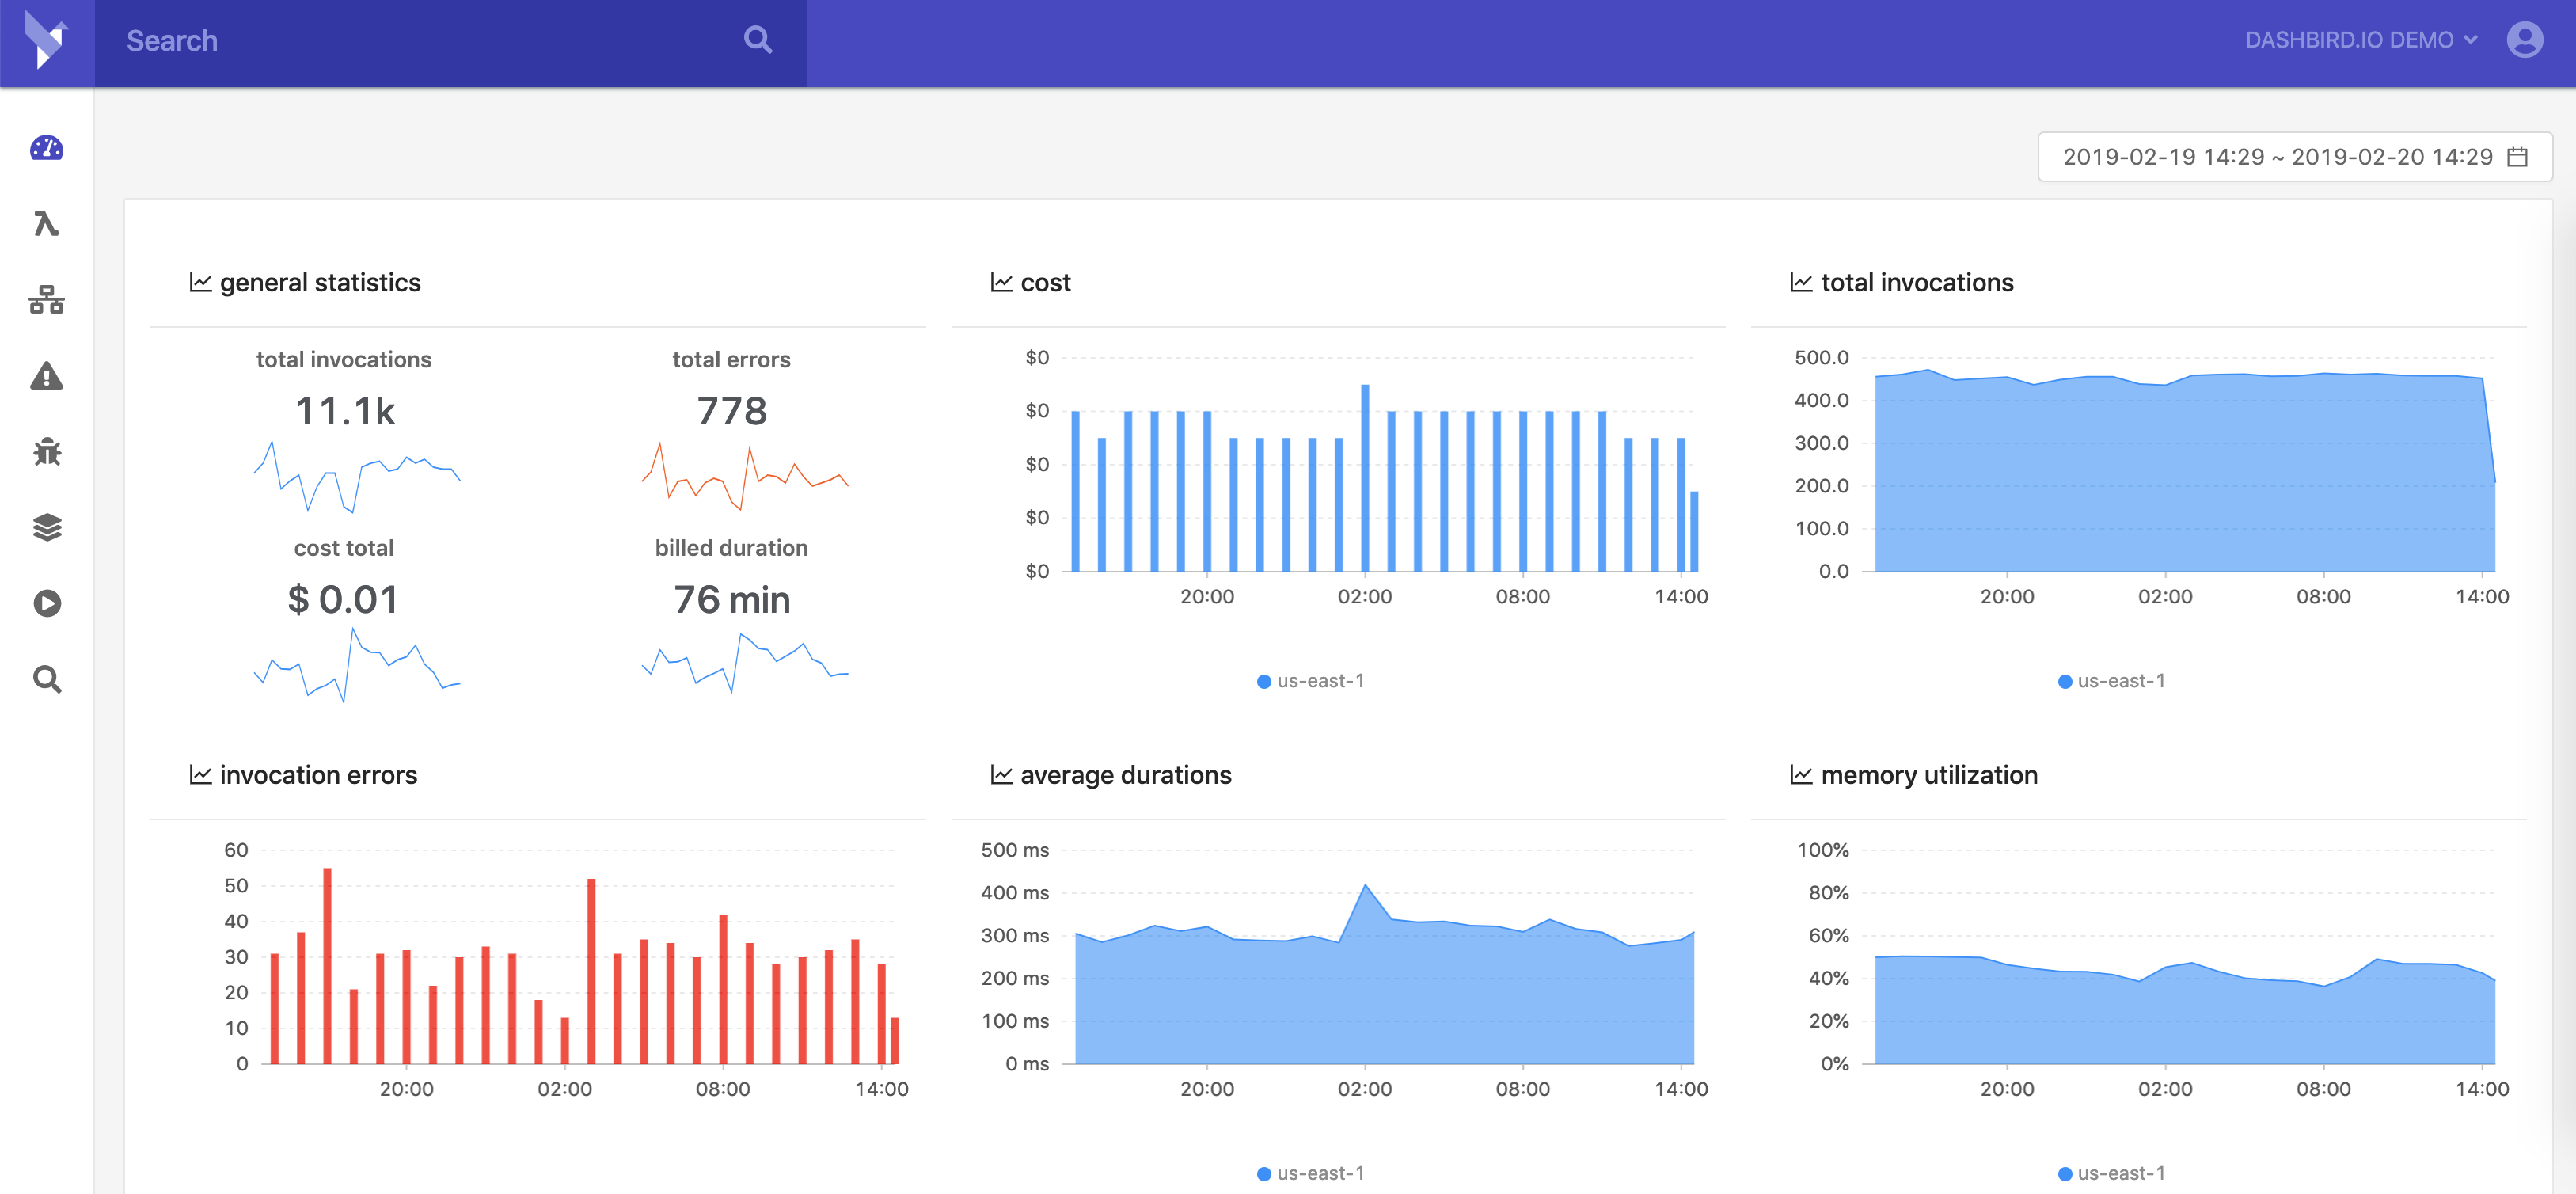 Search
DASHBIRD.IO DEMO
2019-02-19 14:29 ~ 2019-02-20 14:29
general statistics
total invocations
11.1k
total errors
778
cost total
$ 0.01
billed duration
76 min
cost
$0
$0
$0
$0
$0
20:00 02:00 08:00 14:00
us-east-1
total invocations
500.0
400.0
300.0
200.0
100.0
0.0
20:00 02:00 08:00 14:00
us-east-1
invocation errors
60
50
40
30
20
10
0
20:00 02:00 08:00 14:00
average durations
500 ms
400 ms
300 ms
200 ms
100 ms
0 ms
20:00 02:00 08:00 14:00
us-east-1
memory utilization
100%
80%
60%
40%
20%
0%
20:00 02:00 08:00 14:00
us-east-1